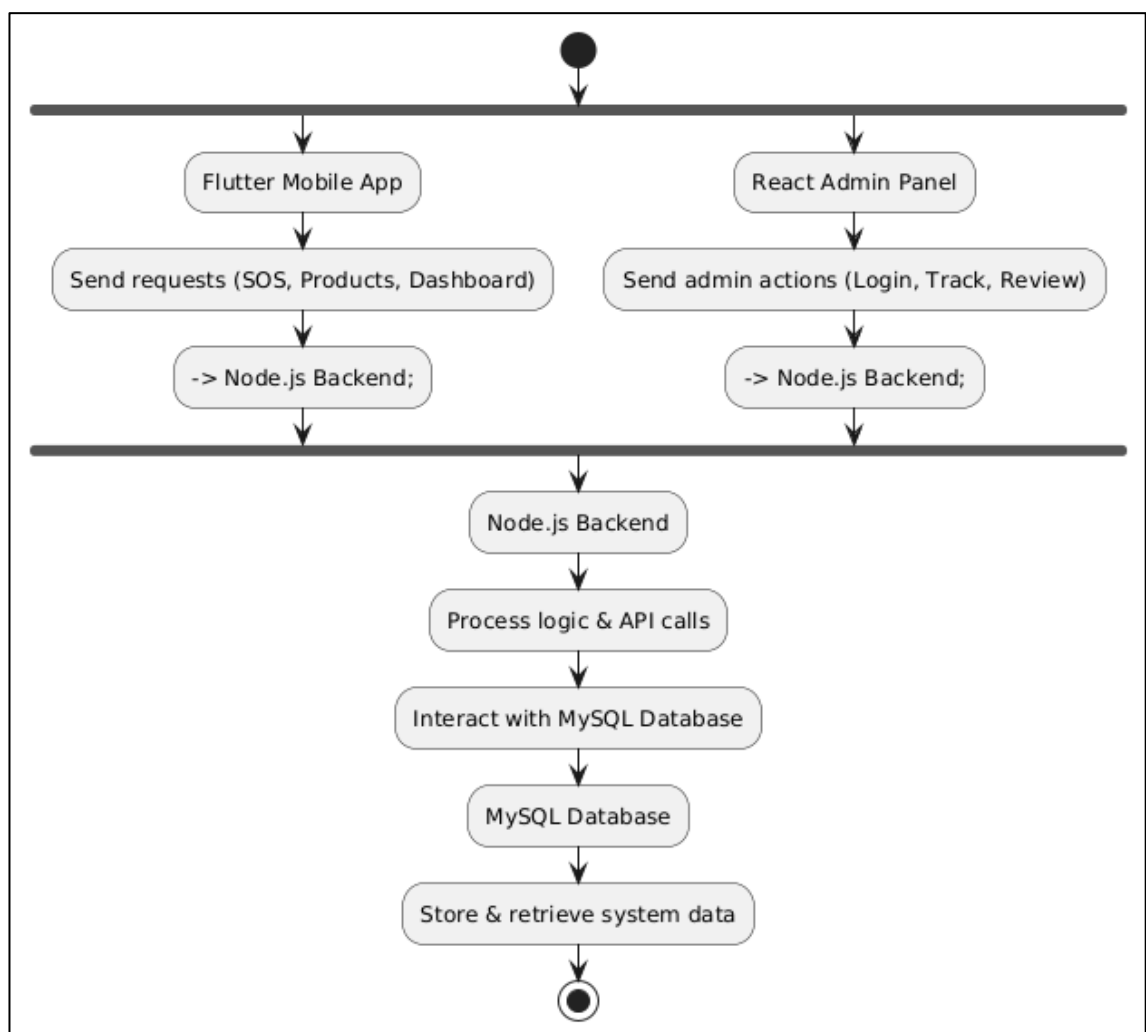 Flutter Mobile App
React Admin Panel
Send requests (SOS, Products, Dashboard)
Send admin actions (Login, Track, Review)
-> Node.js Backend;
-> Node.js Backend;
Node.js Backend
Process logic & API calls
Interact with MySQL Database
MySQL Database
Store & retrieve system data